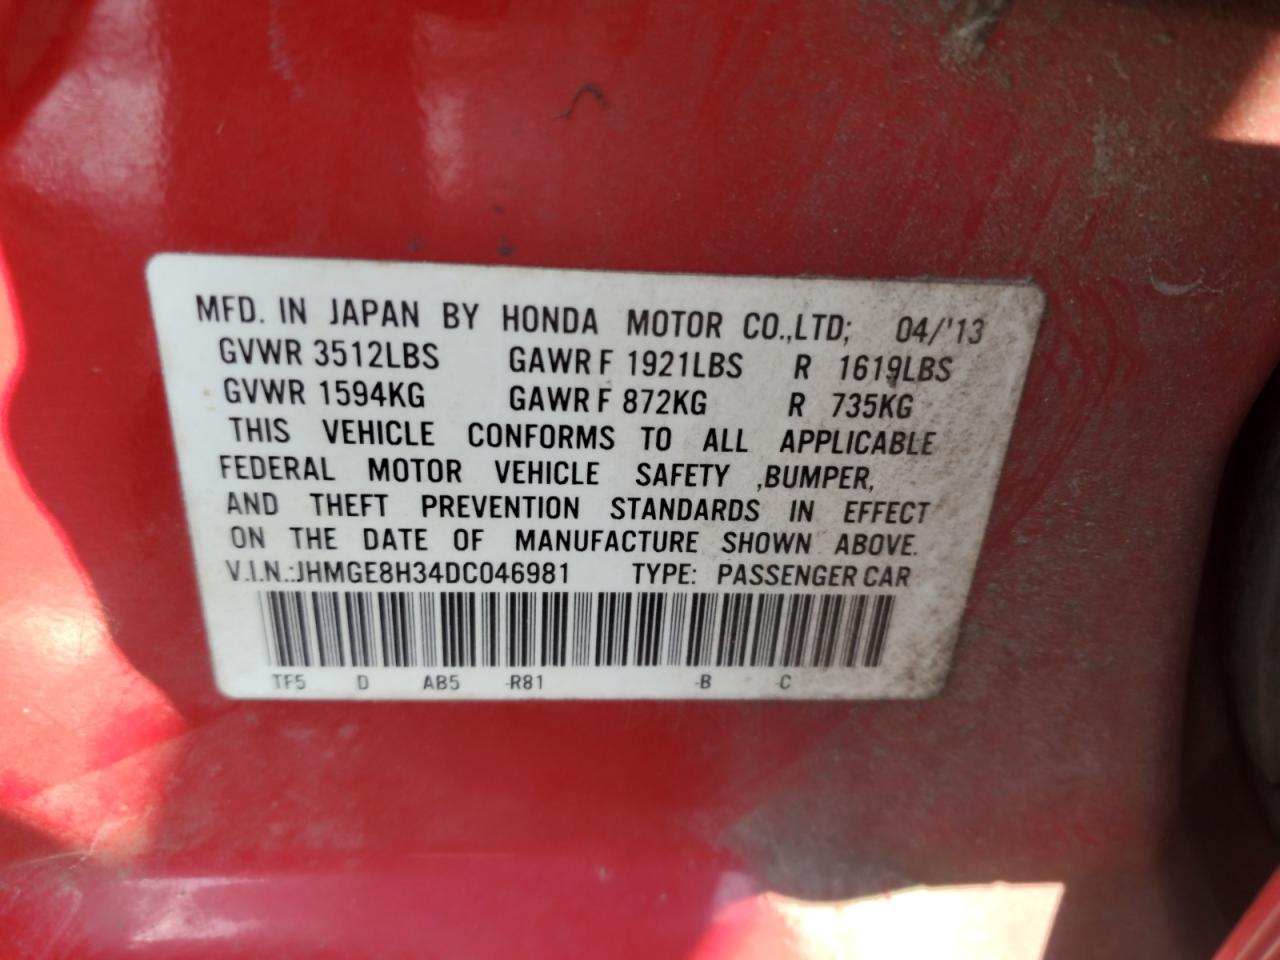 MFD. IN JAPAN BY HONDA MOTOR CO.,LTD; 04/'13
GVWR 3512LBS GAWR F 1921LBS R 1619LBS
GVWR 1594KG GAWR F 872KG R 735KG
THIS VEHICLE CONFORMS TO ALL APPLICABLE
FEDERAL MOTOR VEHICLE SAFETY ,BUMPER,
AND THEFT PREVENTION STANDARDS IN EFFECT
ON THE DATE OF MANUFACTURE SHOWN ABOVE.
V.I.N.:JHMGE8H34DC046981 TYPE: PASSENGER CAR
TF5 D AB5 -R81 -B -C